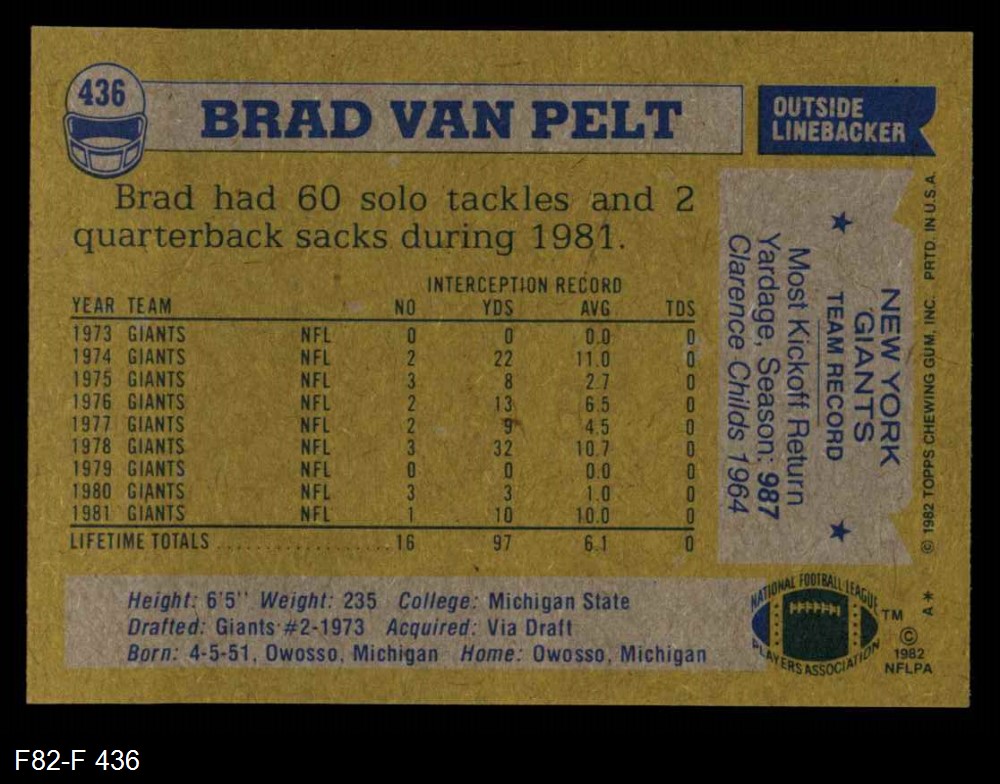 436
BRAD VAN PELT
OUTSIDE
LINEBACKER
Brad had 60 solo tackles and 2
quarterback sacks during 1981.
INTERCEPTION RECORD
YEAR TEAM NO YDS AVG TDS
1973 GIANTS NFL 0 0 0.0 0
1974 GIANTS NFL 2 22 11.0 0
1975 GIANTS NFL 3 8 2.7 0
1976 GIANTS NFL 2 13 6.5 0
1977 GIANTS NFL 2 9 4.5 0
1978 GIANTS NFL 3 32 10.7 0
1979 GIANTS NFL 0 0 0.0 0
1980 GIANTS NFL 3 3 1.0 0
1981 GIANTS NFL 1 10 10.0 0
LIFETIME TOTALS ......................... 16 97 6.1 0
NEW YORK
GIANTS
★ TEAM RECORD ★
Most Kickoff Return
Yardage, Season: 987
Clarence Childs 1964
© 1982 TOPPS CHEWING GUM, INC. PRTD. IN U.S.A.
A*
Height: 6'5" Weight: 235 College: Michigan State
Drafted: Giants #2-1973 Acquired: Via Draft
Born: 4-5-51, Owosso, Michigan Home: Owosso, Michigan
NATIONAL FOOTBALL LEAGUE
PLAYERS ASSOCIATION
TM
©
1982
NFLPA
F82-F 436